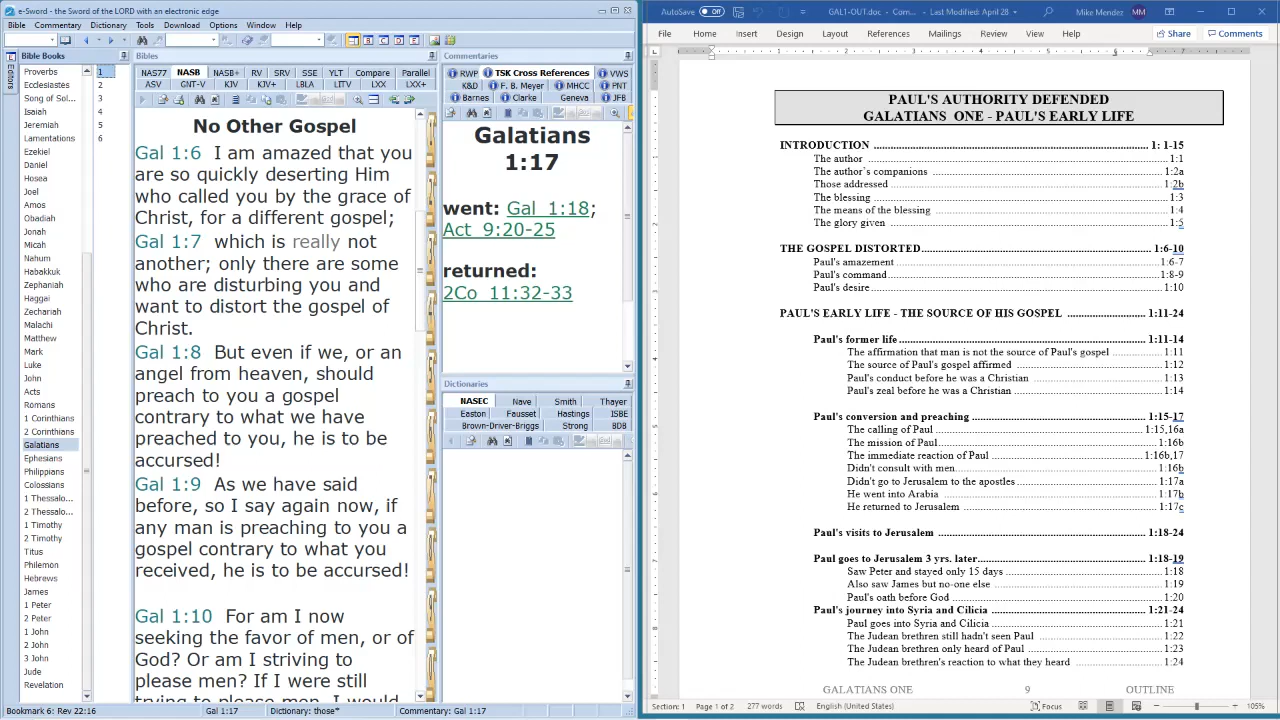 e-Sword - the Sword of the LORD with an electronic edge
Bible Commentary Dictionary Tools Download Options Window Help
Editors
Bible Books
Proverbs
Ecclesiastes
Song of Sol...
Isaiah
Jeremiah
Lamentations
Ezekiel
Daniel
Hosea
Joel
Amos
Obadiah
Jonah
Micah
Nahum
Habakkuk
Zephaniah
Haggai
Zechariah
Malachi
Matthew
Mark
Luke
John
Acts
Romans
1 Corinthians
2 Corinthians
Galatians
Ephesians
Philippians
Colossians
1 Thessalo...
2 Thessalo...
1 Timothy
2 Timothy
Titus
Philemon
Hebrews
James
1 Peter
2 Peter
1 John
2 John
3 John
Jude
Revelation
1
2
3
4
5
6
Bibles
NAS77 NASB NASB+ RV SRV SSE YLT Compare Parallel
ASV GNT-V KJV KJV+ LBLA LITV LXX LXX+
No Other Gospel
Gal 1:6 I am amazed that you
are so quickly deserting Him
who called you by the grace of
Christ, for a different gospel;
Gal 1:7 which is really not
another; only there are some
who are disturbing you and
want to distort the gospel of
Christ.
Gal 1:8 But even if we, or an
angel from heaven, should
preach to you a gospel
contrary to what we have
preached to you, he is to be
accursed!
Gal 1:9 As we have said
before, so I say again now, if
any man is preaching to you a
gospel contrary to what you
received, he is to be accursed!
Gal 1:10 For am I now
seeking the favor of men, or of
God? Or am I striving to
please men? If I were still
trying to please men, I would
Commentaries
RWP TSK Cross References VWS
K&D F. B. Meyer MHCC PNT
Barnes Clarke Geneva JFB
Galatians
1:17
went: Gal 1:18;
Act 9:20-25
returned:
2Co 11:32-33
Dictionaries
NASEC Nave Smith Thayer
Easton Fausset Hastings ISBE
Brown-Driver-Briggs Strong BDB
Bookmark 6: Rev 22:16 Gal 1:17 Dictionary: those* Commentary: Gal 1:17
AutoSave Off GAL1-OUT.doc - Com... - Last Modified: April 28 Mike Mendez MM
File Home Insert Design Layout References Mailings Review View Help Share Comments
PAUL'S AUTHORITY DEFENDED
GALATIANS ONE - PAUL'S EARLY LIFE
INTRODUCTION 1: 1-15
The author 1:1
The author's companions 1:2a
Those addressed 1:2b
The blessing 1:3
The means of the blessing 1:4
The glory given 1:5
THE GOSPEL DISTORTED 1:6-10
Paul's amazement 1:6-7
Paul's command 1:8-9
Paul's desire 1:10
PAUL'S EARLY LIFE - THE SOURCE OF HIS GOSPEL 1:11-24
Paul's former life 1:11-14
The affirmation that man is not the source of Paul's gospel 1:11
The source of Paul's gospel affirmed 1:12
Paul's conduct before he was a Christian 1:13
Paul's zeal before he was a Christian 1:14
Paul's conversion and preaching 1:15-17
The calling of Paul 1:15,16a
The mission of Paul 1:16b
The immediate reaction of Paul 1:16b,17
Didn't consult with men 1:16b
Didn't go to Jerusalem to the apostles 1:17a
He went into Arabia 1:17b
He returned to Jerusalem 1:17c
Paul's visits to Jerusalem 1:18-24
Paul goes to Jerusalem 3 yrs. later 1:18-19
Saw Peter and stayed only 15 days 1:18
Also saw James but no-one else 1:19
Paul's oath before God 1:20
Paul's journey into Syria and Cilicia 1:21-24
Paul goes into Syria and Cilicia 1:21
The Judean brethren still hadn't seen Paul 1:22
The Judean brethren only heard of Paul 1:23
The Judean brethren's reaction to what they heard 1:24
GALATIANS ONE 9 OUTLINE
Section: 1 Page 1 of 2 277 words English (United States) Focus 105%